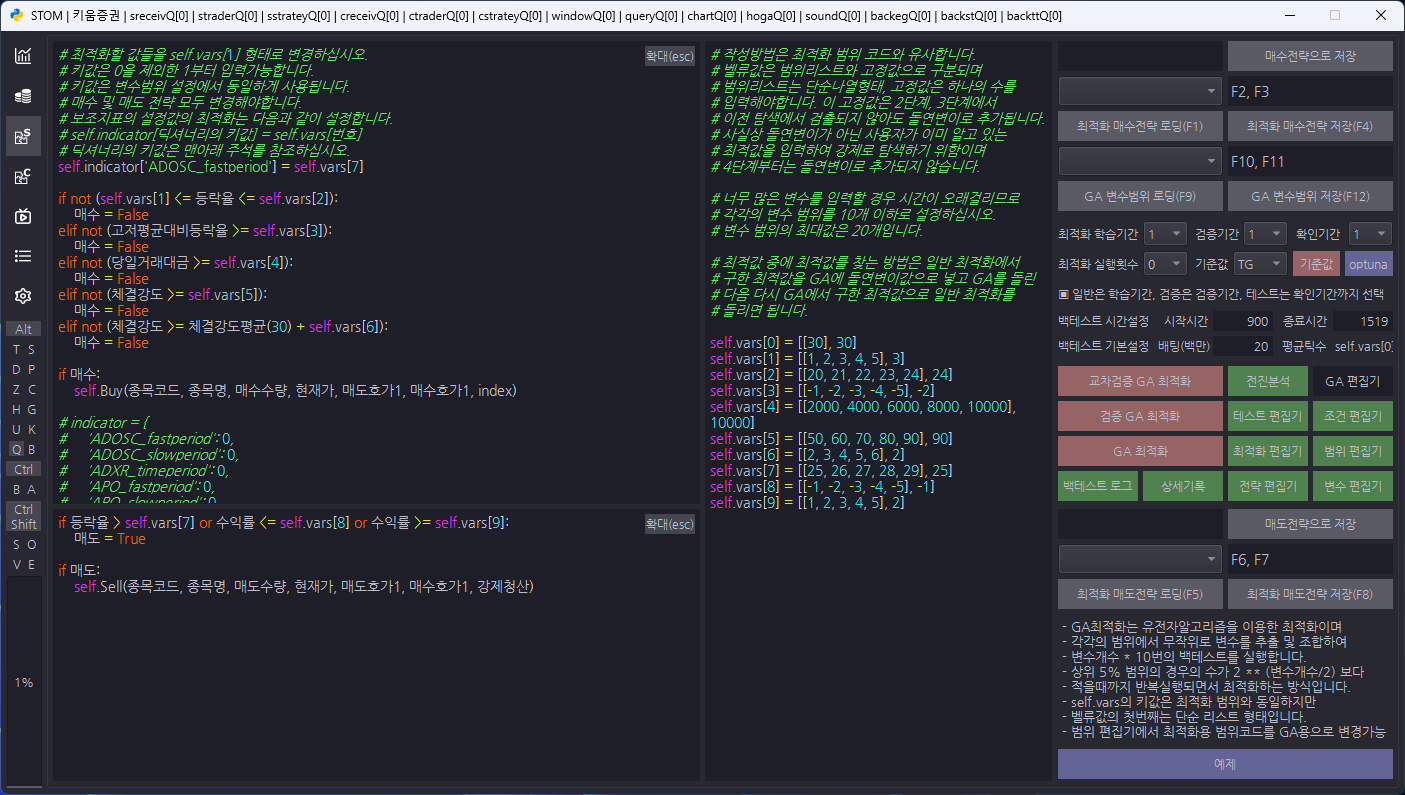 STOM | 키움증권 | sreceivQ[0] | straderQ[0] | sstrateyQ[0] | creceivQ[0] | ctraderQ[0] | cstrateyQ[0] | windowQ[0] | queryQ[0] | chartQ[0] | hogaQ[0] | soundQ[0] | backegQ[0] | backstQ[0] | backttQ[0]
Alt
T S
D P
Z C
H G
U K
Q B
Ctrl
B A
Ctrl
Shift
S O
V E
1%
확대(esc)
# 최적화할 값들을 self.vars[1] 형태로 변경하십시오.
# 키값은 0을 제외한 1부터 입력가능합니다.
# 키값은 변수범위 설정에서 동일하게 사용됩니다.
# 매수 및 매도 전략 모두 변경해야합니다.
# 보조지표의 설정값의 최적화는 다음과 같이 설정합니다.
# self.indicator[딕셔너리의 키값] = self.vars[번호]
# 딕셔너리의 키값은 맨아래 주석를 참조하십시오.
self.indicator['ADOSC_fastperiod'] = self.vars[7]
if not (self.vars[1] <= 등락율 <= self.vars[2]):
매수 = False
elif not (고저평균대비등락율 >= self.vars[3]):
매수 = False
elif not (당일거래대금 >= self.vars[4]):
매수 = False
elif not (체결강도 >= self.vars[5]):
매수 = False
elif not (체결강도 >= 체결강도평균(30) + self.vars[6]):
매수 = False
if 매수:
self.Buy(종목코드, 종목명, 매수수량, 현재가, 매도호가1, 매수호가1, index)
# indicator = {
# 'ADOSC_fastperiod': 0,
# 'ADOSC_slowperiod': 0,
# 'ADXR_timeperiod': 0,
# 'APO_fastperiod': 0,
# 'APO_slowperiod': 0,
확대(esc)
if 등락율 > self.vars[7] or 수익률 <= self.vars[8] or 수익률 >= self.vars[9]:
매도 = True
if 매도:
self.Sell(종목코드, 종목명, 매도수량, 현재가, 매도호가1, 매수호가1, 강제청산)
# 작성방법은 최적화 범위 코드와 유사합니다.
# 벨류값은 범위리스트와 고정값으로 구분되며
# 범위리스트는 단순나열형태, 고정값은 하나의 수를
# 입력해야합니다. 이 고정값은 2단계, 3단계에서
# 이전 탐색에서 검출되지 않아도 돌연변이로 추가됩니다.
# 사실상 돌연변이가 아닌 사용자가 이미 알고 있는
# 최적값을 입력하여 강제로 탐색하기 위함이며
# 4단계부터는 돌연변이로 추가되지 않습니다.
# 너무 많은 변수를 입력할 경우 시간이 오래걸리므로
# 각각의 변수 범위를 10개 이하로 설정하십시오.
# 변수 범위의 최대값은 20개입니다.
# 최적값 중에 최적값를 찾는 방법은 일반 최적화에서
# 구한 최적값을 GA에 돌연변이값으로 넣고 GA를 돌린
# 다음 다시 GA에서 구한 최적값으로 일반 최적화를
# 돌리면 됩니다.
self.vars[0] = [[30], 30]
self.vars[1] = [[1, 2, 3, 4, 5], 3]
self.vars[2] = [[20, 21, 22, 23, 24], 24]
self.vars[3] = [[-1, -2, -3, -4, -5], -2]
self.vars[4] = [[2000, 4000, 6000, 8000, 10000],
10000]
self.vars[5] = [[50, 60, 70, 80, 90], 90]
self.vars[6] = [[2, 3, 4, 5, 6], 2]
self.vars[7] = [[25, 26, 27, 28, 29], 25]
self.vars[8] = [[-1, -2, -3, -4, -5], -1]
self.vars[9] = [[1, 2, 3, 4, 5], 2]
매수전략으로 저장
F2, F3
최적화 매수전략 로딩(F1) 최적화 매수전략 저장(F4)
F10, F11
GA 변수범위 로딩(F9) GA 변수범위 저장(F12)
최적화 학습기간 1 검증기간 1 확인기간 1
최적화 실행횟수 0 기준값 TG 기준값 optuna
▣ 일반은 학습기간, 검증은 검증기간, 테스트는 확인기간까지 선택
백테스트 시간설정 시작시간 900 종료시간 1519
백테스트 기본설정 배팅(백만) 20 평균틱수 self.vars[0]
교차검증 GA 최적화 전진분석 GA 편집기
검증 GA 최적화 테스트 편집기 조건 편집기
GA 최적화 최적화 편집기 범위 편집기
백테스트 로그 상세기록 전략 편집기 변수 편집기
매도전략으로 저장
F6, F7
최적화 매도전략 로딩(F5) 최적화 매도전략 저장(F8)
- GA최적화는 유전자알고리즘을 이용한 최적화이며
- 각각의 범위에서 무작위로 변수를 추출 및 조합하여
- 변수개수 * 10번의 백테스트를 실행합니다.
- 상위 5% 범위의 경우의 수가 2 ** (변수개수/2) 보다
- 적을때까지 반복실행되면서 최적화하는 방식입니다.
- self.vars의 키값은 최적화 범위와 동일하지만
- 벨류값의 첫번째는 단순 리스트 형태입니다.
- 범위 편집기에서 최적화용 범위코드를 GA용으로 변경가능
예제